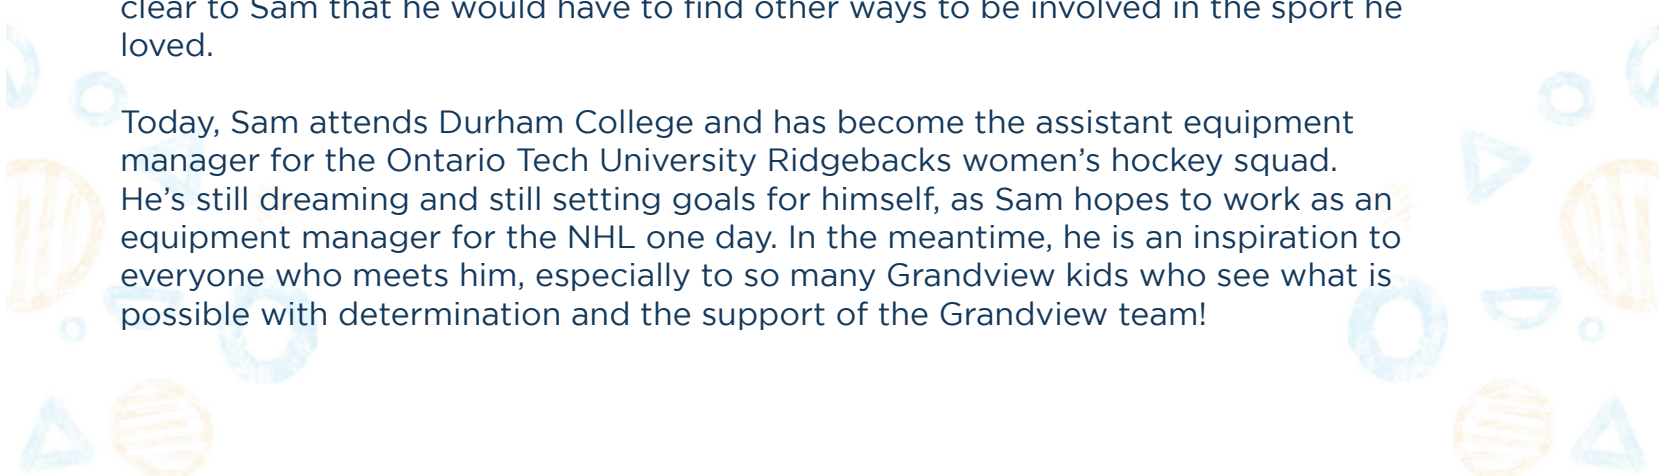 clear to Sam that he would have to find other ways to be involved in the sport he
loved.
Today, Sam attends Durham College and has become the assistant equipment
manager for the Ontario Tech University Ridgebacks women’s hockey squad.
He’s still dreaming and still setting goals for himself, as Sam hopes to work as an
equipment manager for the NHL one day. In the meantime, he is an inspiration to
everyone who meets him, especially to so many Grandview kids who see what is
possible with determination and the support of the Grandview team!